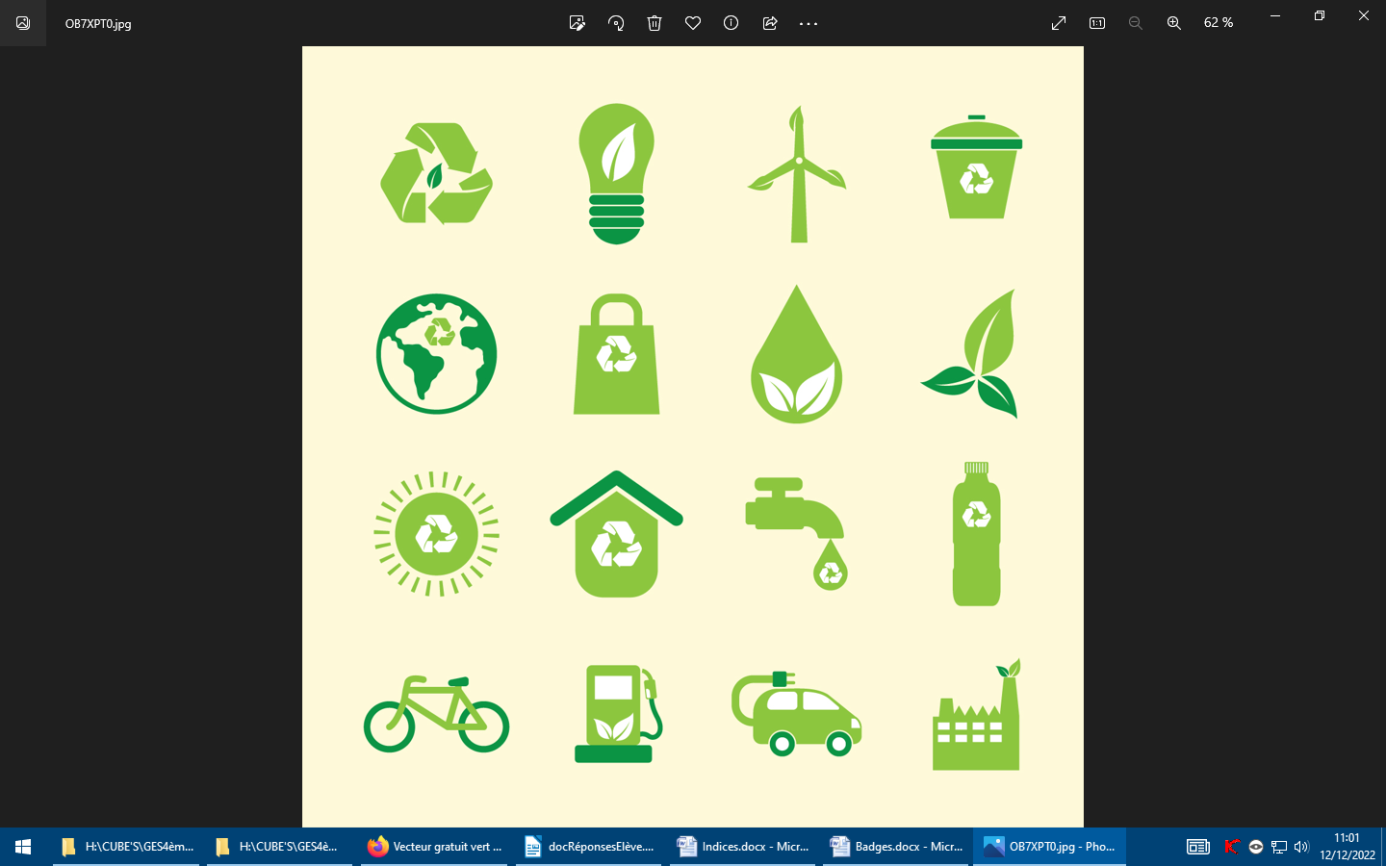 OB7XPT0.jpg
62 %
H:\CUBE'S\GES4èm...
H:\CUBE'S\GES4è...
Vecteur gratuit vert ...
docRéponsesElève....
Indices.docx - Micr...
Badges.docx - Micr...
OB7XPT0.jpg - Pho...
11:01
12/12/2022